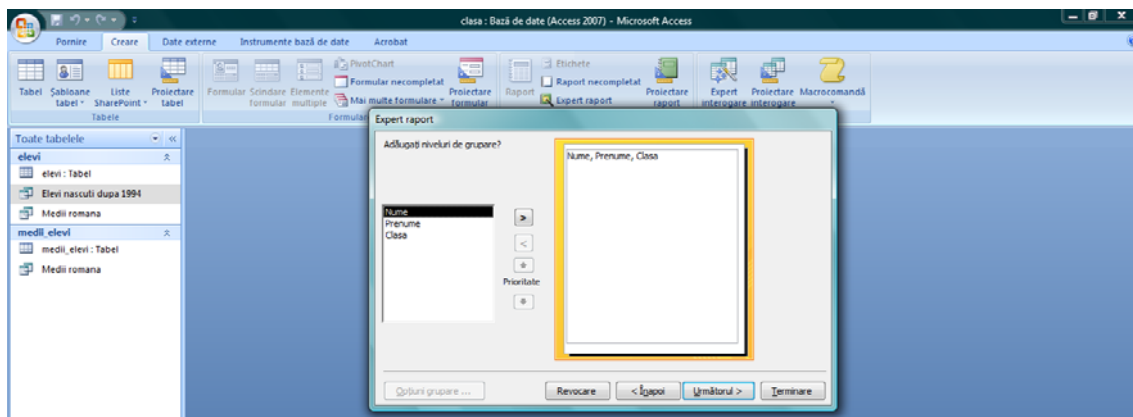 clasa : Bază de date (Access 2007) - Microsoft Access
Pornire Creare Date externe Instrumente bază de date Acrobat
PivotChart Etichete
Formular necompletat Raport necompletat
Tabel Șabloane Liste Proiectare Formular Scindare Elemente Mai multe formulare Proiectare Raport Expert raport Proiectare Expert Proiectare Macrocomandă
tabel SharePoint tabel formular multiple formular raport interogare interogare
Tabele Formular
Toate tabelele
elevi
elevi : Tabel
Elevi nascuti dupa 1994
Medii romana
medii_elevi
medii_elevi : Tabel
Medii romana
Expert raport
Adăugați niveluri de grupare?
Nume, Prenume, Clasa
Nume
Prenume
Clasa
>
<
Prioritate
Opțiuni grupare ...
Revocare
< Înapoi
Următorul >
Terminare